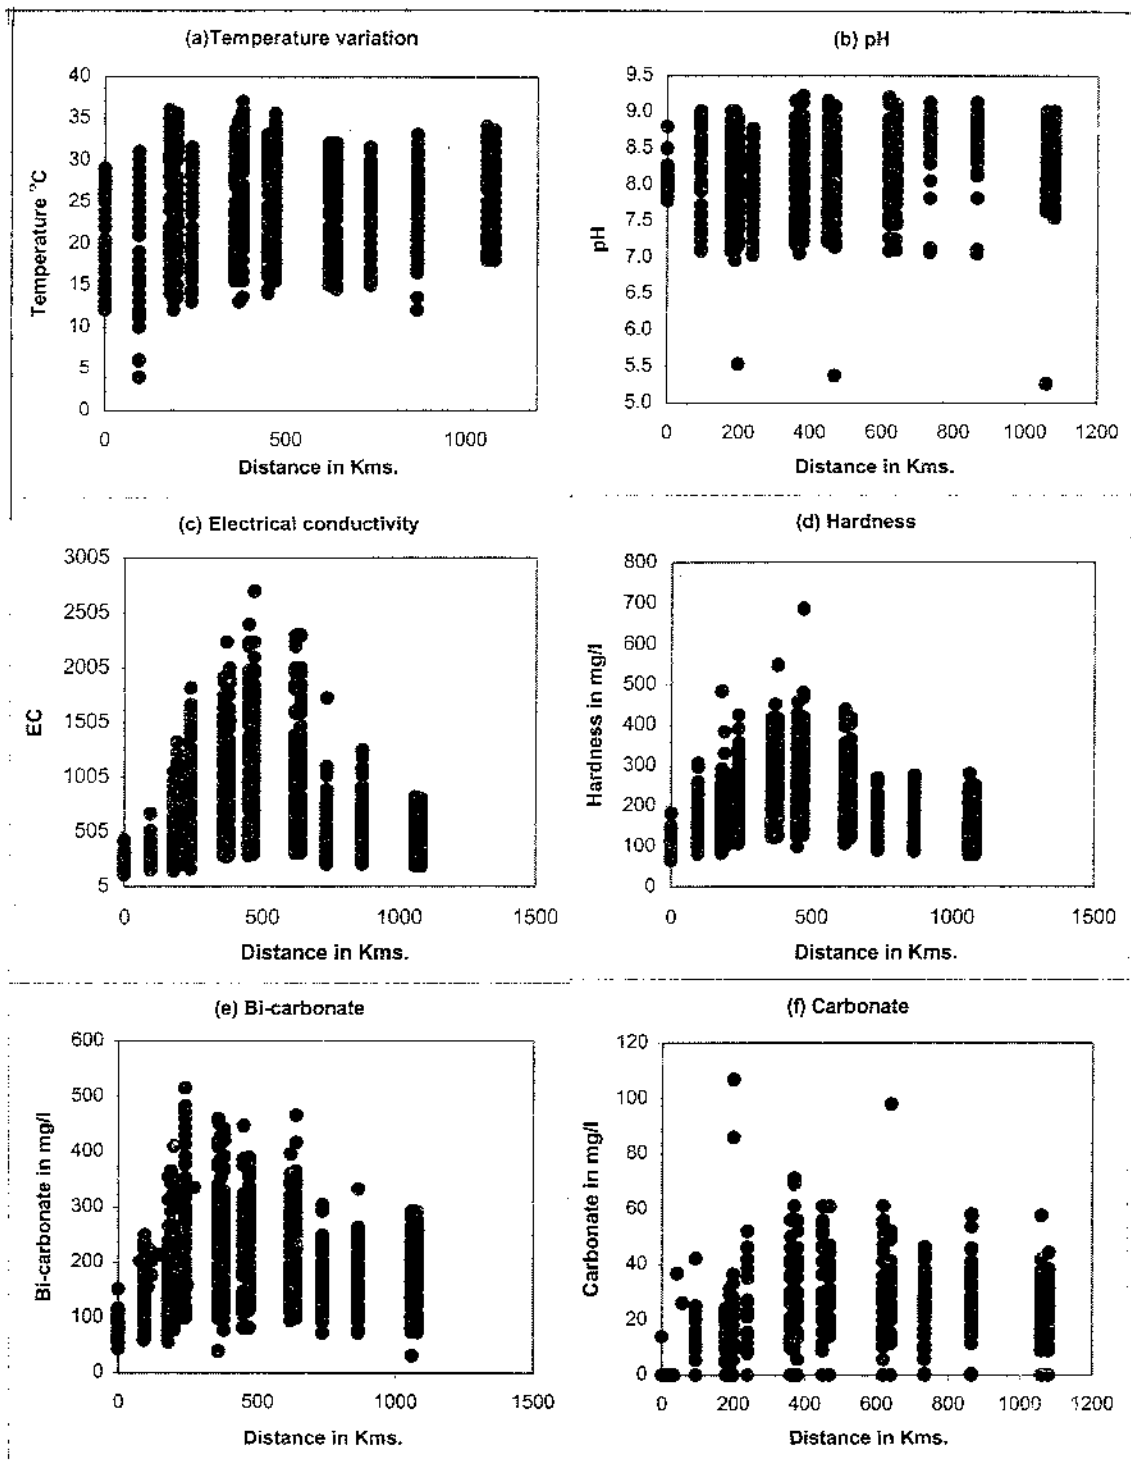 (a)Temperature variation
40
35
30
25
20
15
10
5
0
Temperature °C
0 500 1000
Distance in Kms.
(b) pH
9.5
9.0
8.5
8.0
7.5
7.0
6.5
6.0
5.5
5.0
pH
0 200 400 600 800 1000 1200
Distance in Kms.
(c) Electrical conductivity
3005
2505
2005
1505
1005
505
5
EC
0 500 1000 1500
Distance in Kms.
(d) Hardness
800
700
600
500
400
300
200
100
0
Hardness in mg/l
0 500 1000 1500
Distance in Kms.
(e) Bi-carbonate
600
500
400
300
200
100
0
Bi-carbonate in mg/l
0 500 1000 1500
Distance in Kms.
(f) Carbonate
120
100
80
60
40
20
0
Carbonate in mg/l
0 200 400 600 800 1000 1200
Distance in Kms.